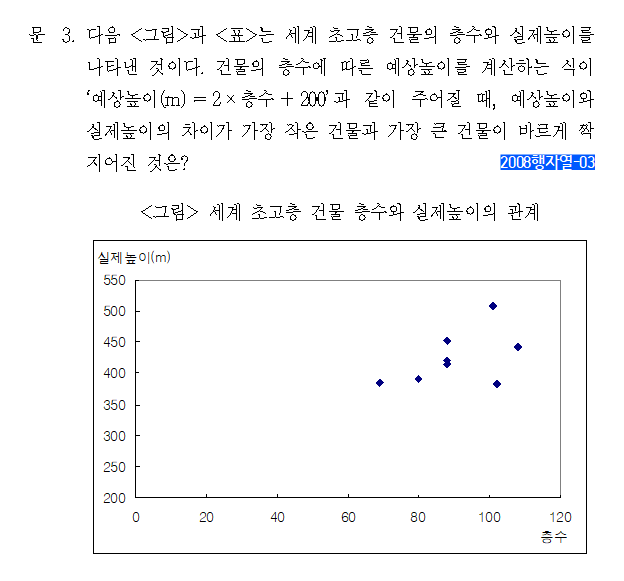 문 3. 다음 <그림>과 <표>는 세계 초고층 건물의 층수와 실제높이를
나타낸 것이다. 건물의 층수에 따른 예상높이를 계산하는 식이
‘예상높이(m) = 2 × 층수 + 200’과 같이 주어질 때, 예상높이와
실제높이의 차이가 가장 작은 건물과 가장 큰 건물이 바르게 짝
지어진 것은? 2008행자열-03
<그림> 세계 초고층 건물 층수와 실제높이의 관계
실제높이(m)
550
500
450
400
350
300
250
200
0 20 40 60 80 100 120
층수